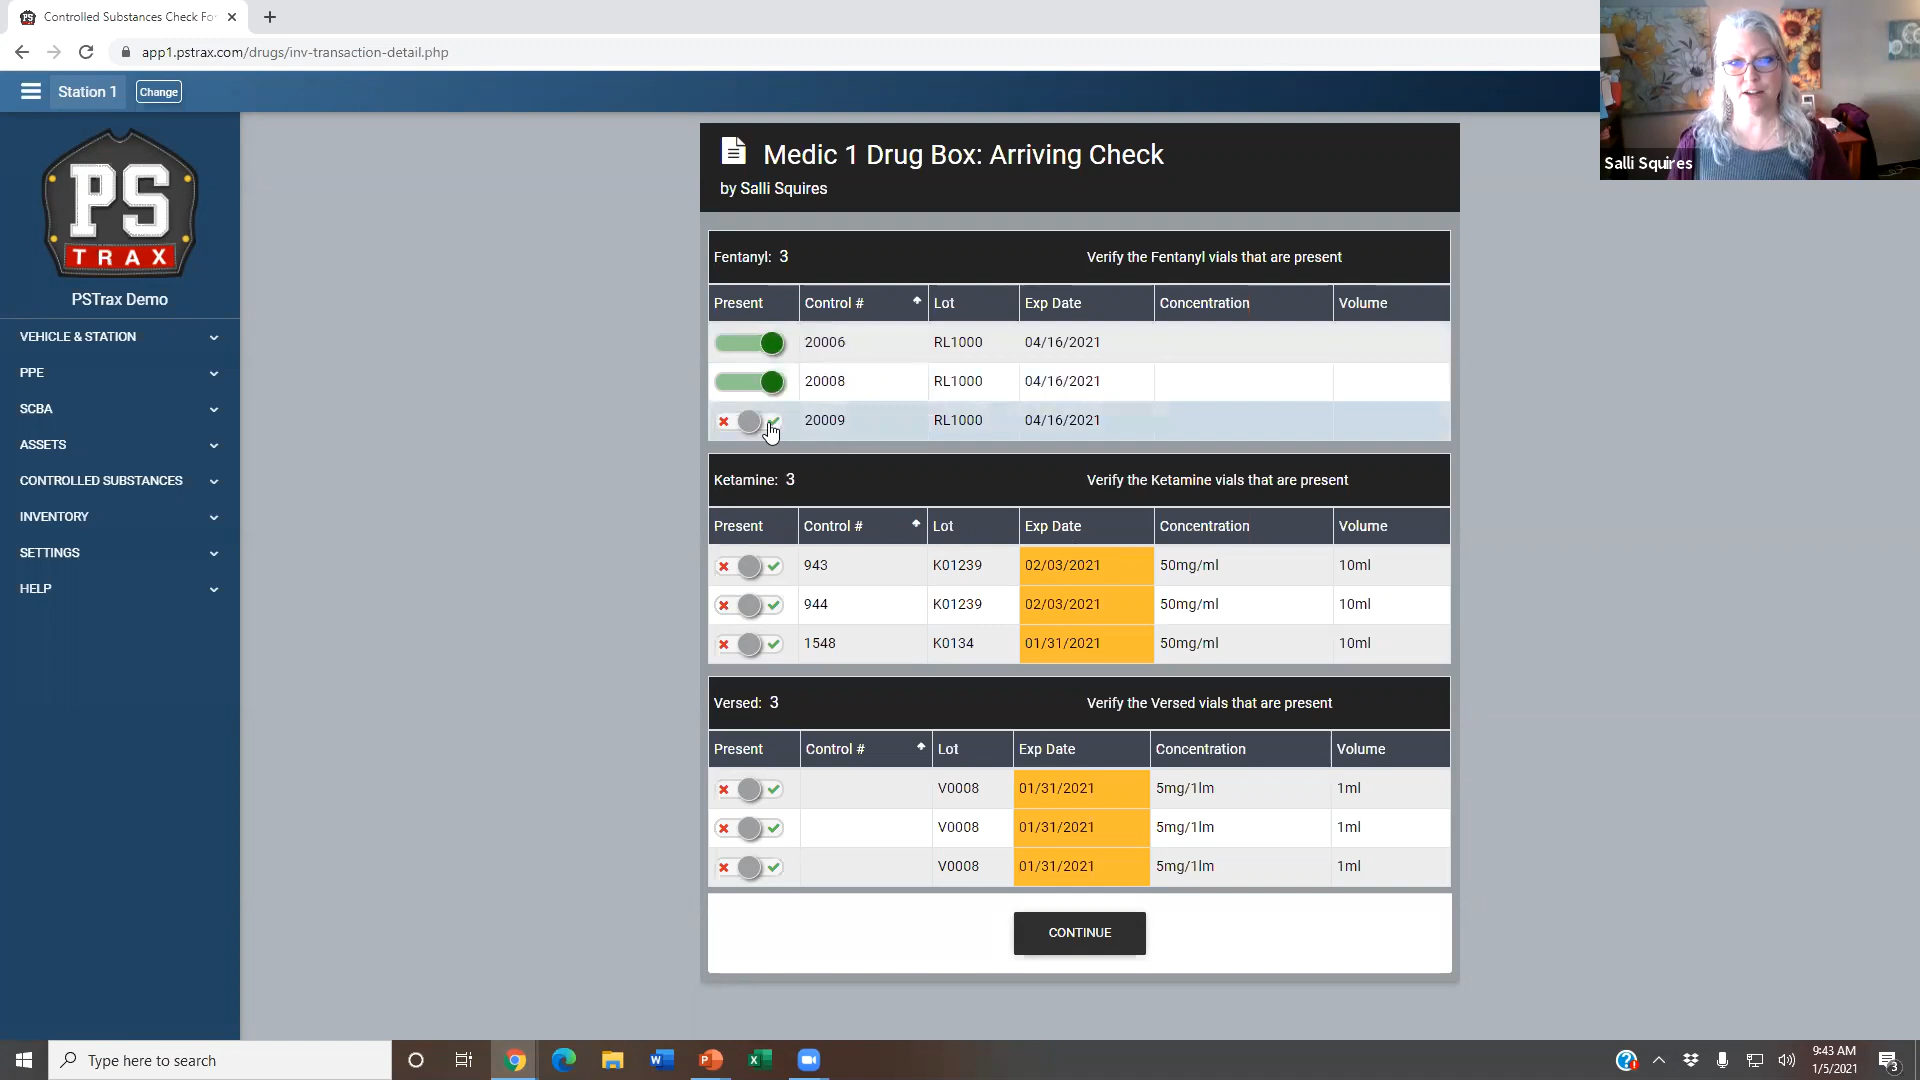 Controlled Substances Check Fo
app1.pstrax.com/drugs/inv-transaction-detail.php
Station 1 Change
PS
TRAX
PSTrax Demo
VEHICLE & STATION
PPE
SCBA
ASSETS
CONTROLLED SUBSTANCES
INVENTORY
SETTINGS
HELP
Medic 1 Drug Box: Arriving Check
by Salli Squires
Fentanyl: 3 Verify the Fentanyl vials that are present
Present Control # Lot Exp Date Concentration Volume
20006 RL1000 04/16/2021
20008 RL1000 04/16/2021
20009 RL1000 04/16/2021
Ketamine: 3 Verify the Ketamine vials that are present
Present Control # Lot Exp Date Concentration Volume
943 K01239 02/03/2021 50mg/ml 10ml
944 K01239 02/03/2021 50mg/ml 10ml
1548 K0134 01/31/2021 50mg/ml 10ml
Versed: 3 Verify the Versed vials that are present
Present Control # Lot Exp Date Concentration Volume
V0008 01/31/2021 5mg/1lm 1ml
V0008 01/31/2021 5mg/1lm 1ml
V0008 01/31/2021 5mg/1lm 1ml
CONTINUE
Salli Squires
Type here to search
9:43 AM
1/5/2021
3